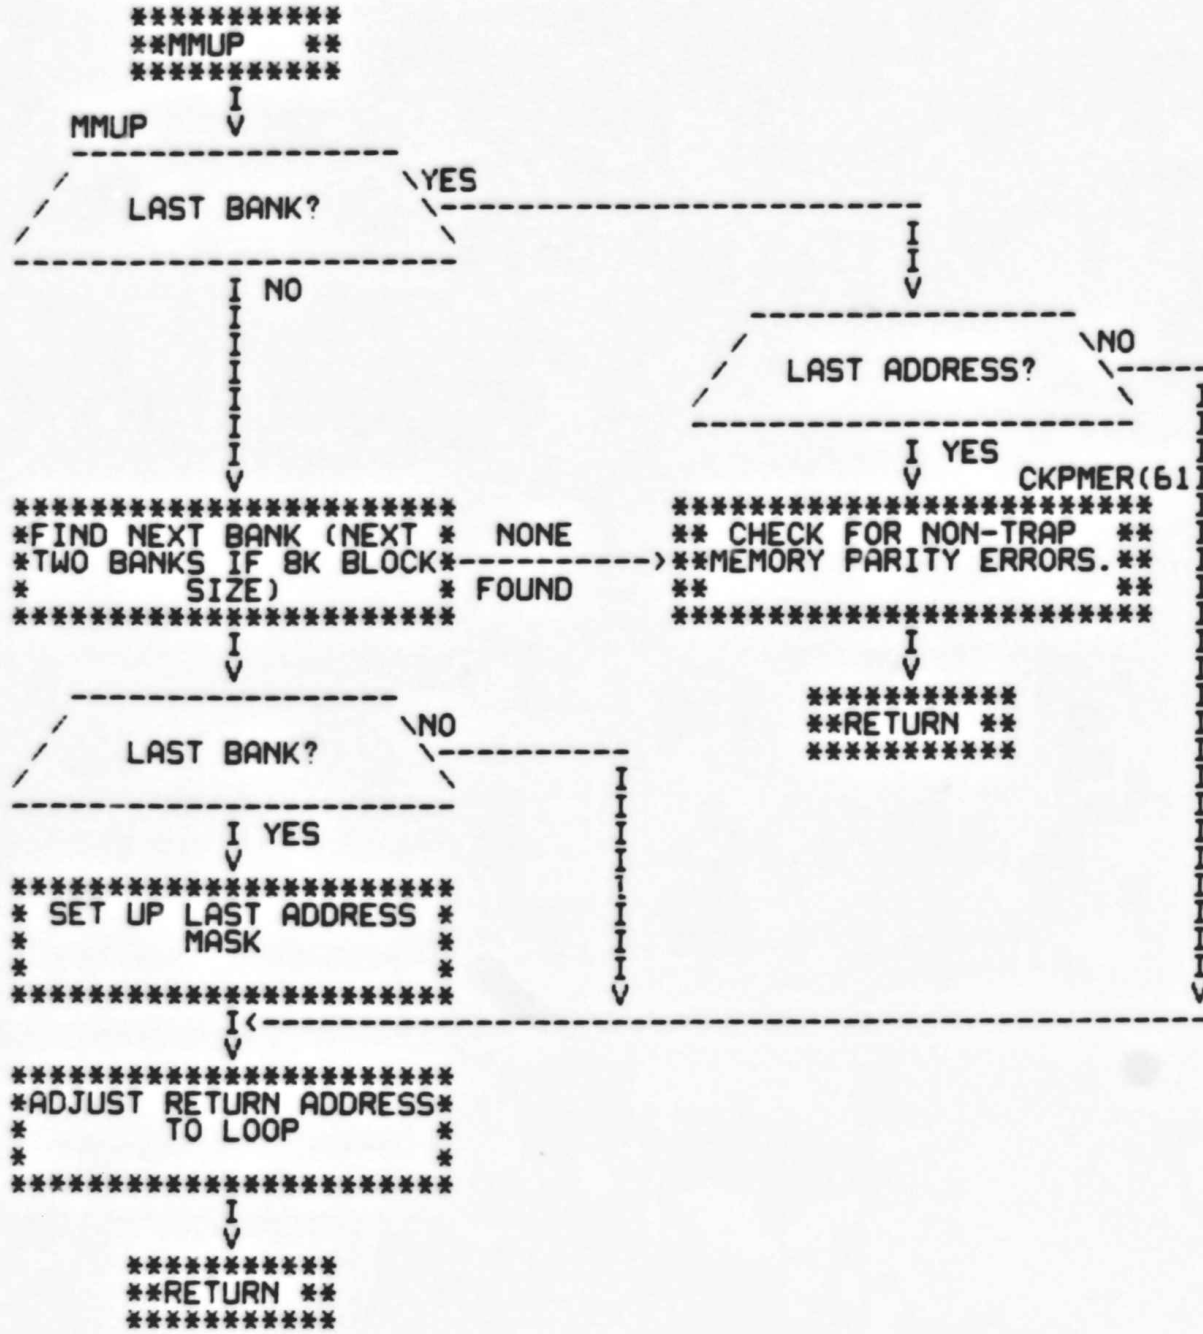 **MMUP **
MMUP
LAST BANK?
YES
NO
LAST ADDRESS?
NO
YES
CKPMER(61)
*FIND NEXT BANK (NEXT *
*TWO BANKS IF 8K BLOCK*
* SIZE) *
NONE
FOUND
** CHECK FOR NON-TRAP **
**MEMORY PARITY ERRORS.**
**RETURN **
LAST BANK?
NO
YES
* SET UP LAST ADDRESS *
* MASK *
*ADJUST RETURN ADDRESS*
* TO LOOP *
**RETURN **